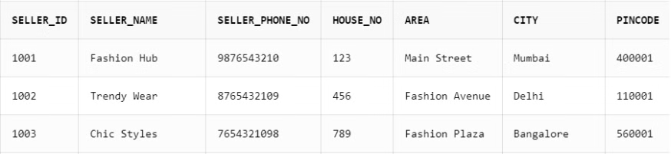 SELLER_ID SELLER_NAME SELLER_PHONE_NO HOUSE_NO AREA CITY PINCODE
1001 Fashion Hub 9876543210 123 Main Street Mumbai 400001
1002 Trendy Wear 8765432109 456 Fashion Avenue Delhi 110001
1003 Chic Styles 7654321098 789 Fashion Plaza Bangalore 560001